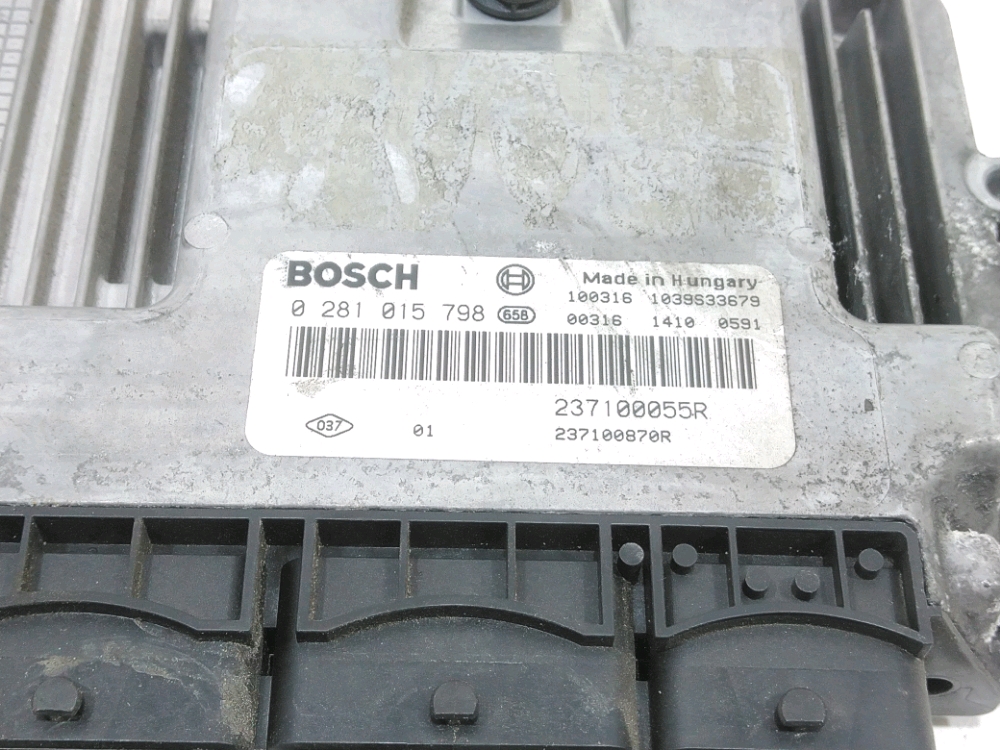 BOSCH
Made in Hungary
100316 1039S33679
0 281 015 798 658
00316 1410 0591
237100055R
037 01
237100870R